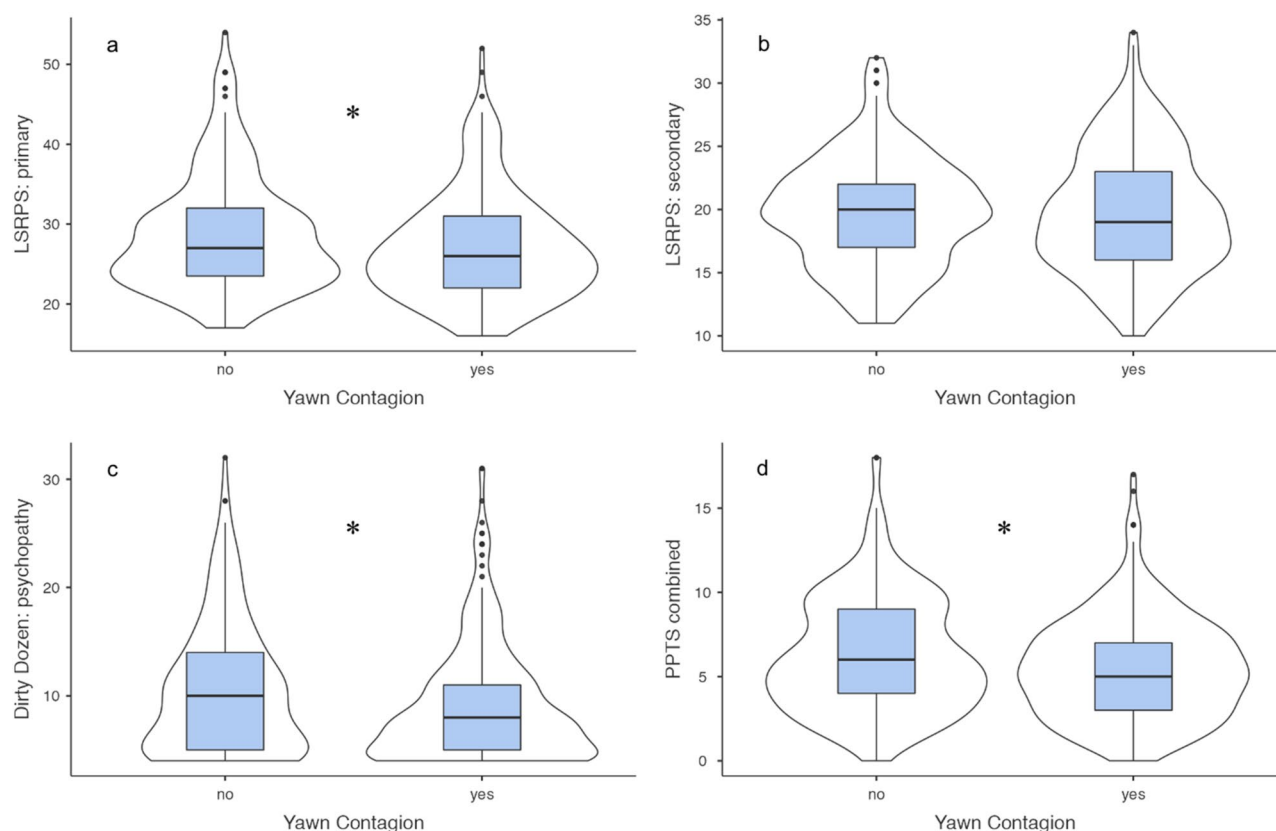 a
LSRPS: primary
50
40
30
20
*
no
yes
Yawn Contagion
b
LSRPS: secondary
35
30
25
20
15
10
no
yes
Yawn Contagion
c
Dirty Dozen: psychopathy
30
20
10
*
no
yes
Yawn Contagion
d
PPTS combined
15
10
5
0
*
no
yes
Yawn Contagion